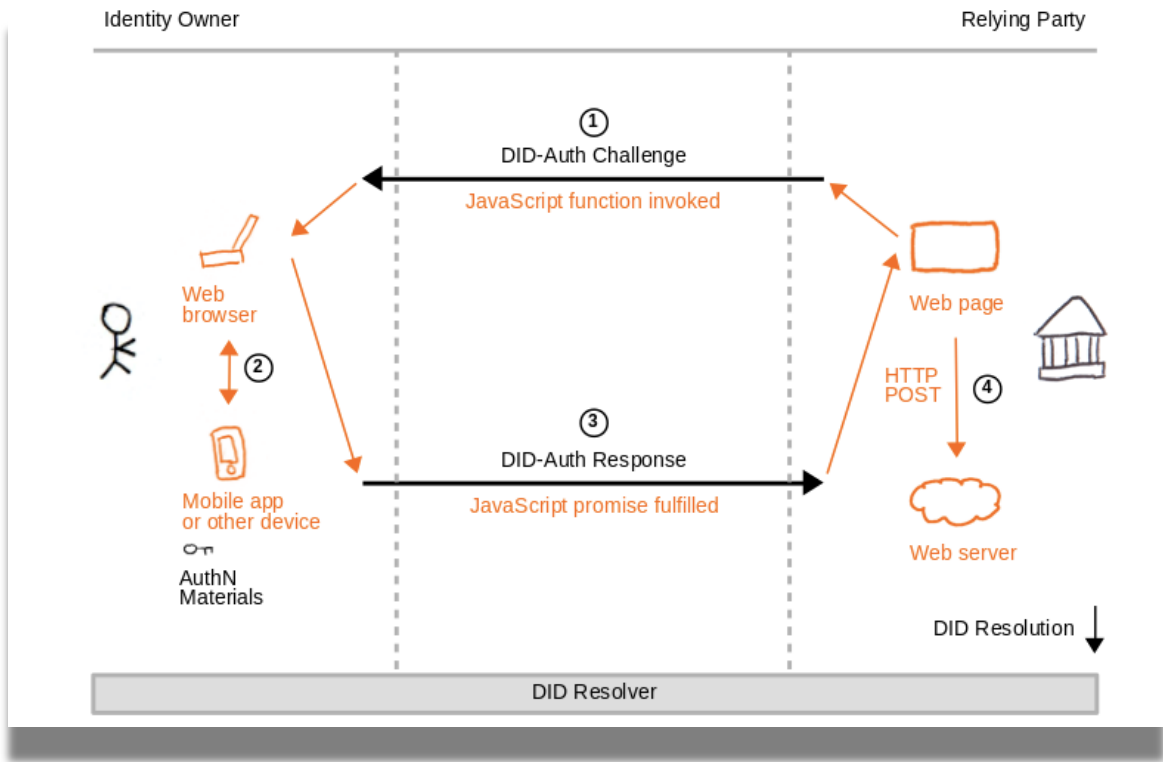 Identity Owner
Relying Party
1
DID-Auth Challenge
JavaScript function invoked
Web
browser
2
Mobile app
or other device
AuthN
Materials
3
DID-Auth Response
JavaScript promise fulfilled
Web page
HTTP
POST
4
Web server
DID Resolution
DID Resolver